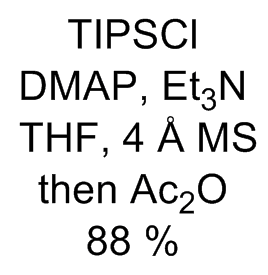 TIPSCl
DMAP, Et₃N
THF, 4 Å MS
then Ac₂O
88 %